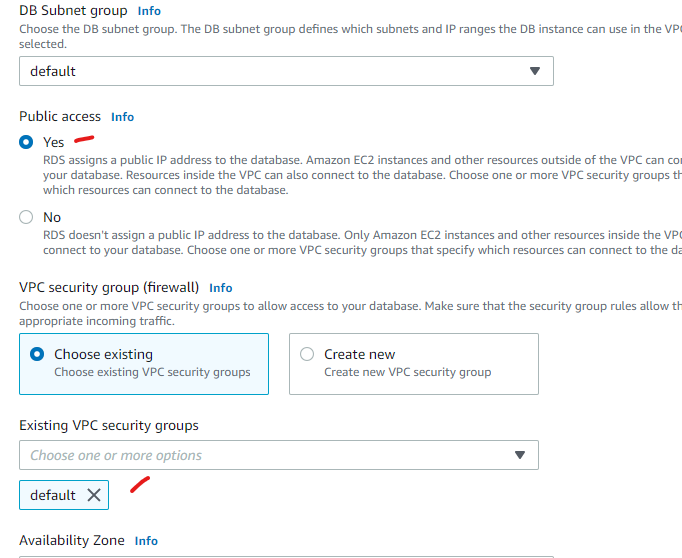 DB Subnet group Info
Choose the DB subnet group. The DB subnet group defines which subnets and IP ranges the DB instance can use in the VPC
selected.
default
Public access Info
Yes
RDS assigns a public IP address to the database. Amazon EC2 instances and other resources outside of the VPC can
your database. Resources inside the VPC can also connect to the database. Choose one or more VPC security groups
which resources can connect to the database.
No
RDS doesn't assign a public IP address to the database. Only Amazon EC2 instances and other resources inside the VPC
connect to your database. Choose one or more VPC security groups that specify which resources can connect to the
VPC security group (firewall) Info
Choose one or more VPC security groups to allow access to your database. Make sure that the security group rules allow
appropriate incoming traffic.
Choose existing
Choose existing VPC security groups
Create new
Create new VPC security group
Existing VPC security groups
Choose one or more options
default
Availability Zone Info